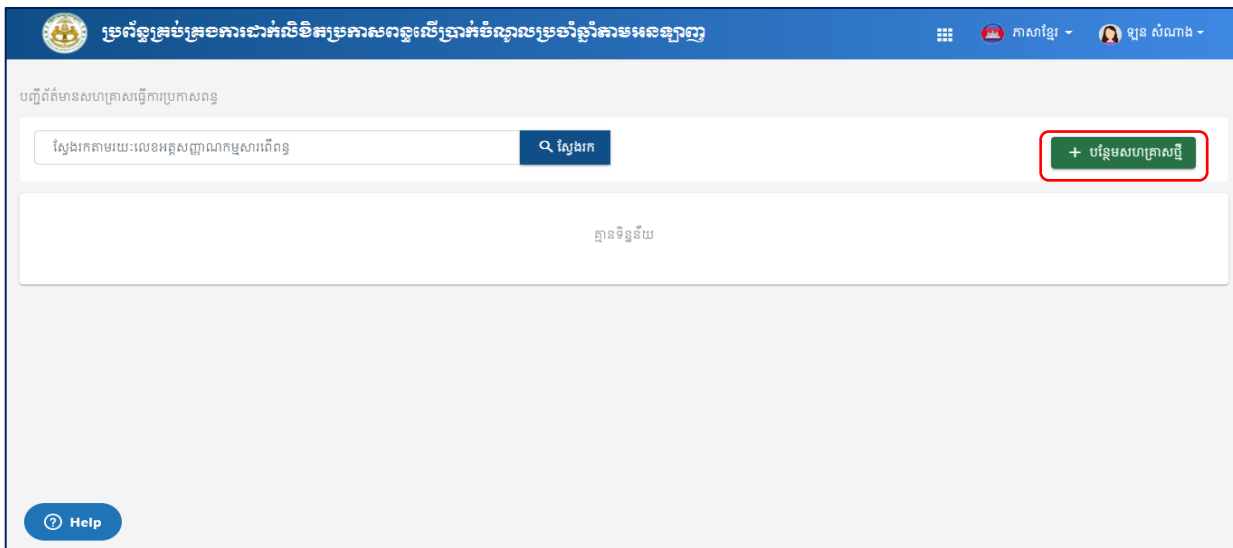 ប្រព័ន្ធគ្រប់គ្រងការដាក់លិខិតប្រកាសពន្ធលើប្រាក់ចំណូលប្រចាំឆ្នាំតាមអនឡាញ
ភាសាខ្មែរ
ឡុន សំណាង
បញ្ជីព័ត៌មានសហគ្រាសធ្វើការប្រកាសពន្ធ
ស្វែងរកតាមរយៈលេខអត្តសញ្ញាណកម្មសារពើពន្ធ
ស្វែងរក
+ បន្ថែមសហគ្រាសថ្មី
គ្មានទិន្នន័យ
Help